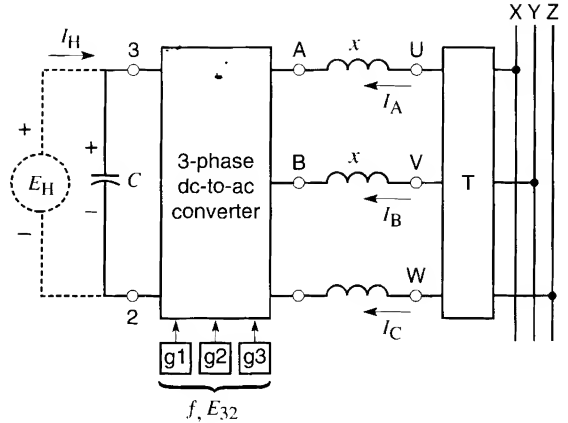 X Y Z
I_H
3
A
x
U
I_A
+
+
E_H
C
−
−
3-phase
dc-to-ac
converter
B
x
V
T
I_B
2
x
W
I_C
g1 g2 g3
f, E_32